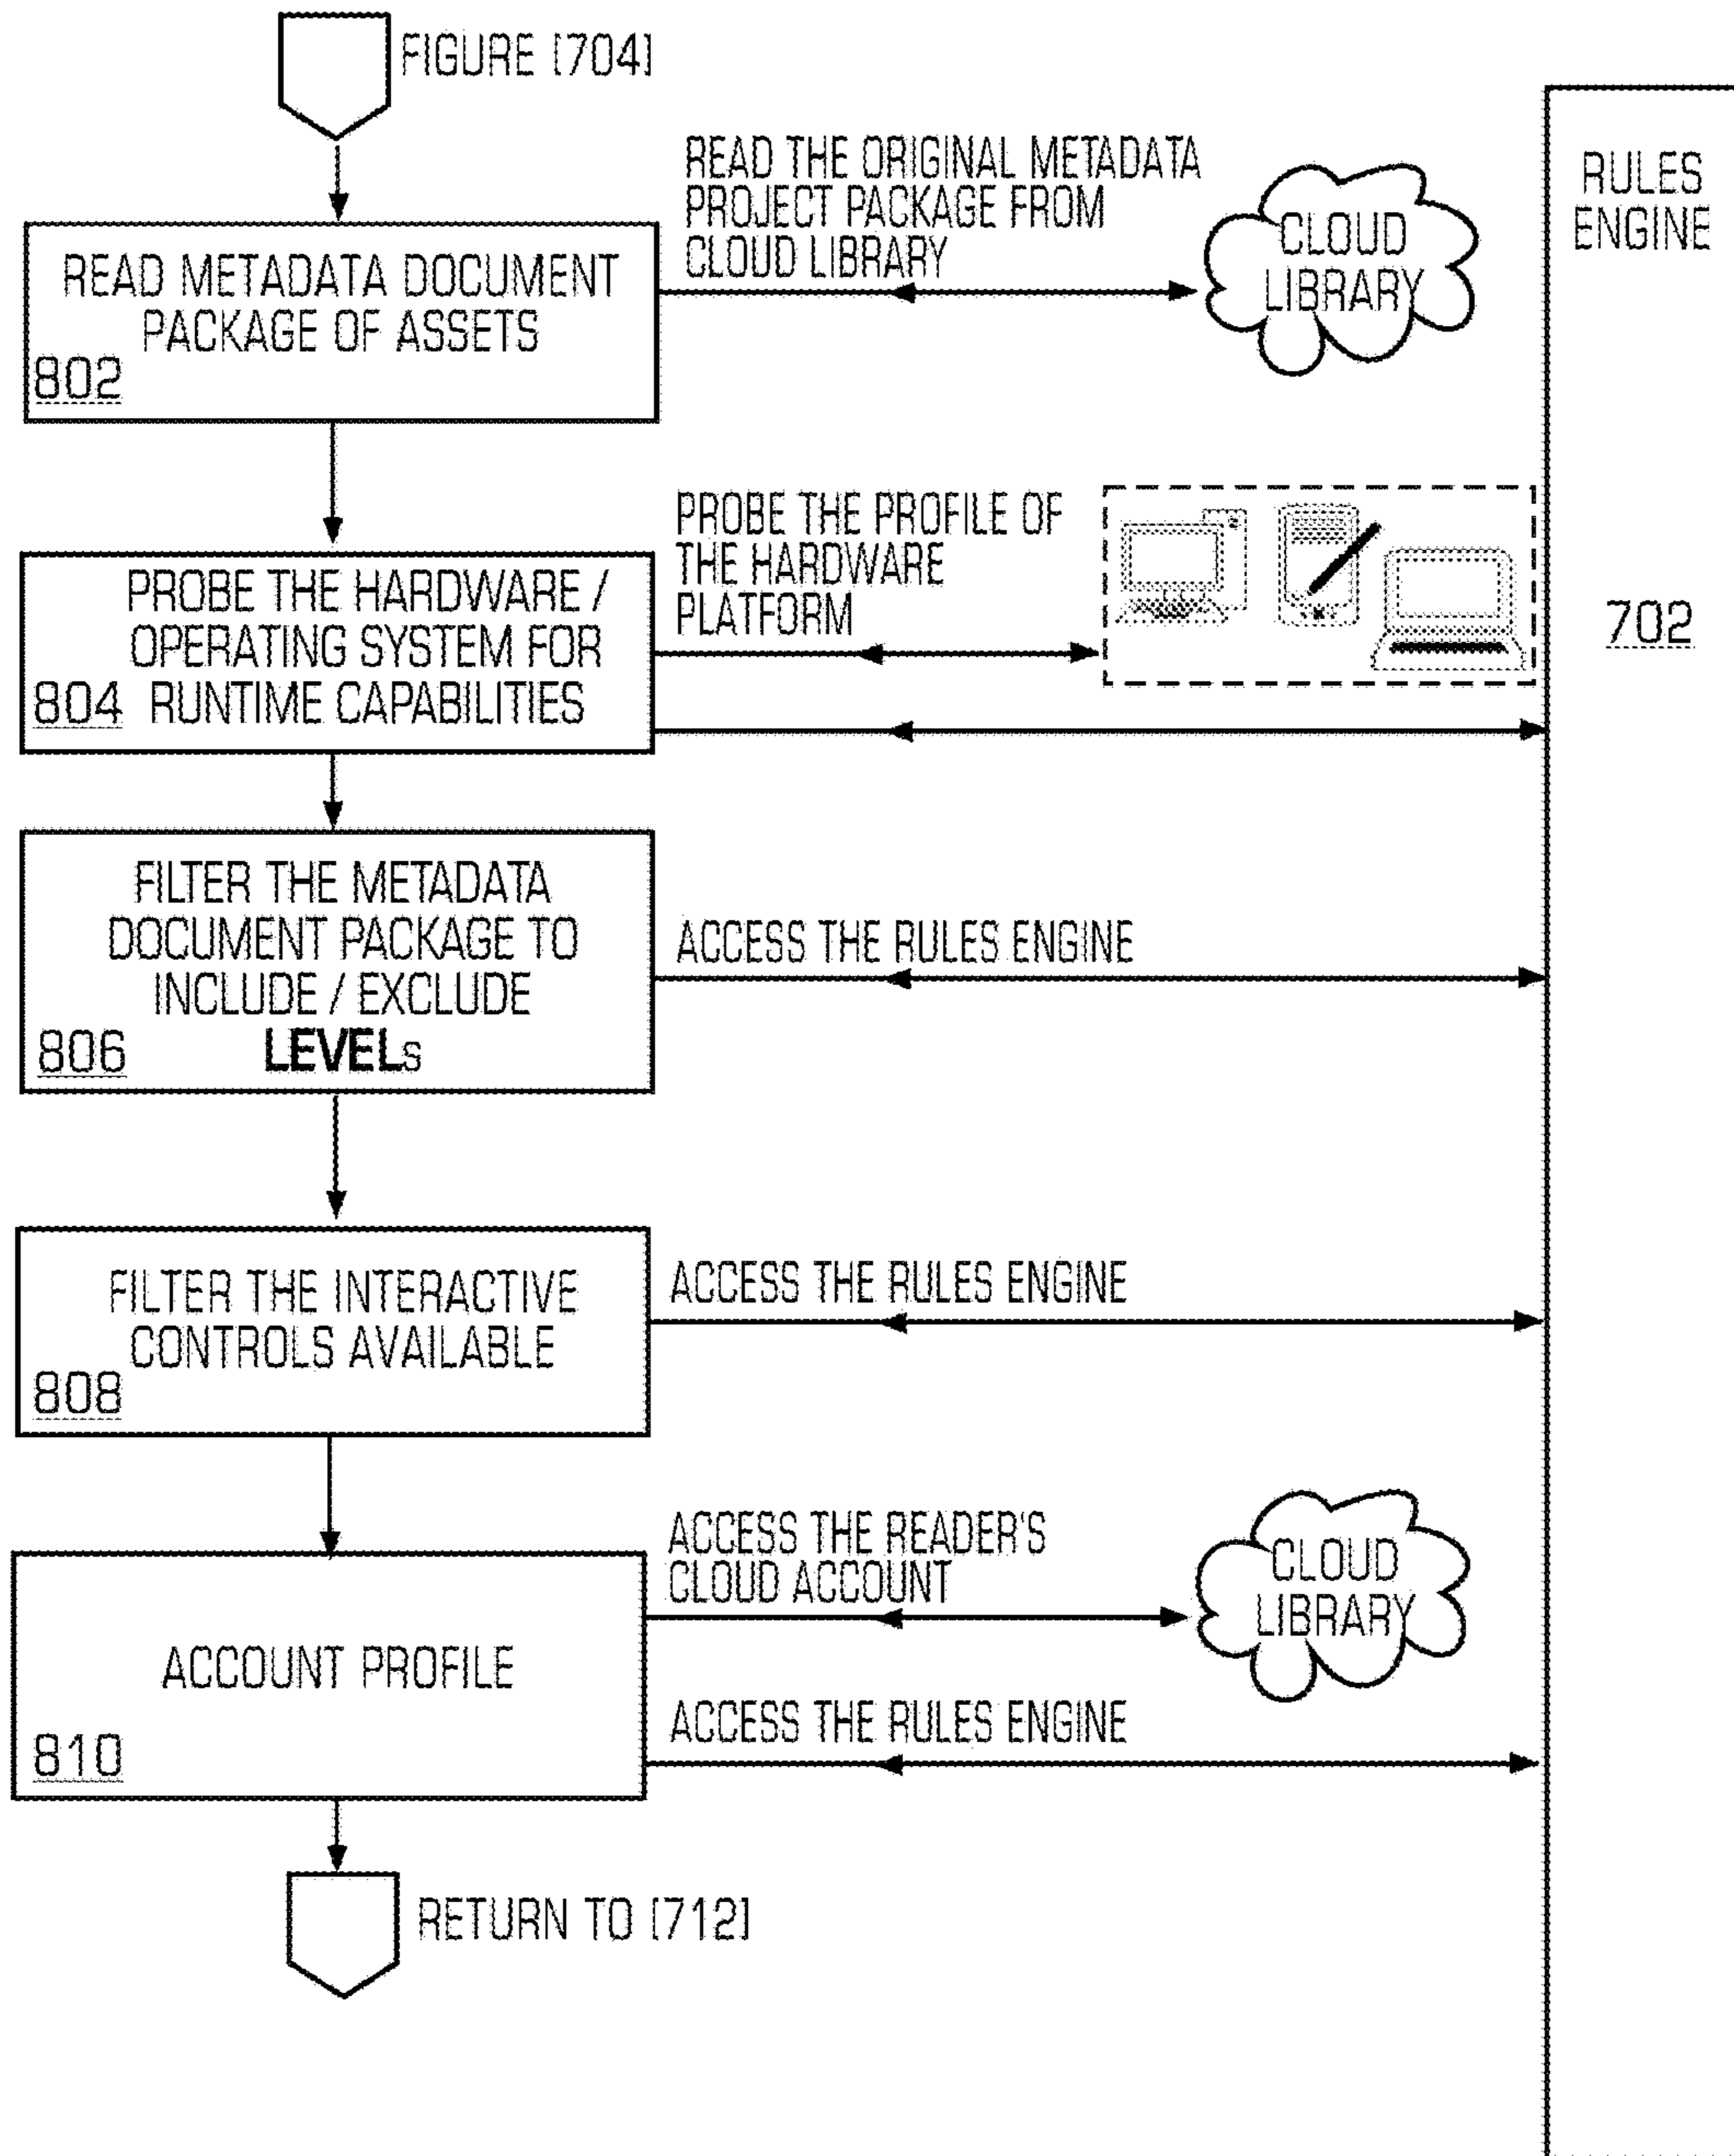 FIGURE [704]
READ THE ORIGINAL METADATA
PROJECT PACKAGE FROM
CLOUD LIBRARY
CLOUD
LIBRARY
RULES
ENGINE
702
READ METADATA DOCUMENT
PACKAGE OF ASSETS
802
PROBE THE PROFILE OF
THE HARDWARE
PLATFORM
PROBE THE HARDWARE /
OPERATING SYSTEM FOR
804 RUNTIME CAPABILITIES
FILTER THE METADATA
DOCUMENT PACKAGE TO
INCLUDE / EXCLUDE
806 LEVELs
ACCESS THE RULES ENGINE
FILTER THE INTERACTIVE
CONTROLS AVAILABLE
808
ACCESS THE RULES ENGINE
ACCESS THE READER'S
CLOUD ACCOUNT
CLOUD
LIBRARY
ACCOUNT PROFILE
810
ACCESS THE RULES ENGINE
RETURN TO [712]